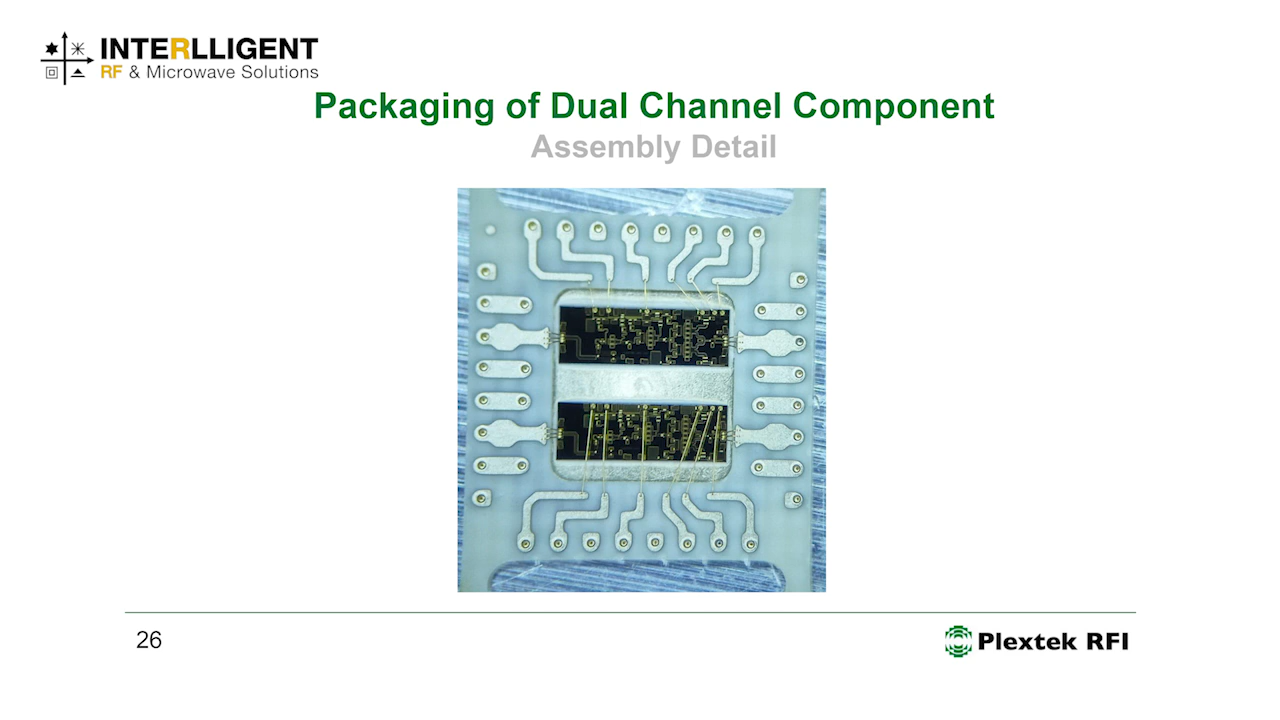 INTERLLIGENT
RF & Microwave Solutions
Packaging of Dual Channel Component
Assembly Detail
26
Plextek RFI